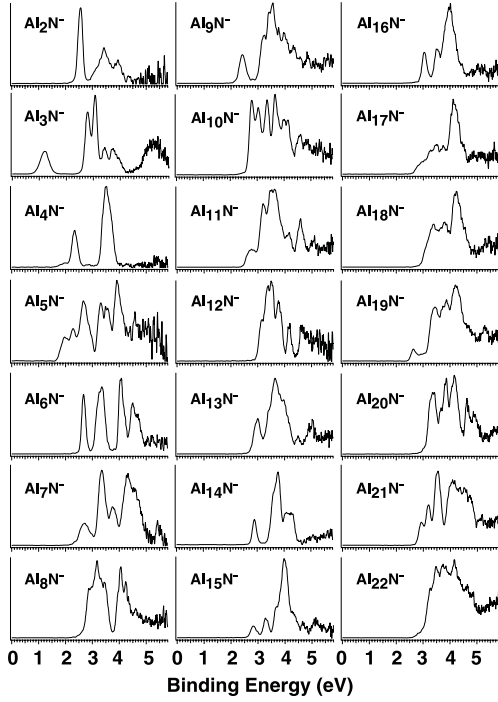 Al2N-
Al9N-
Al16N-
Al3N-
Al10N-
Al17N-
Al4N-
Al11N-
Al18N-
Al5N-
Al12N-
Al19N-
Al6N-
Al13N-
Al20N-
Al7N-
Al14N-
Al21N-
Al8N-
Al15N-
Al22N-
0 1 2 3 4 5 0 1 2 3 4 5 0 1 2 3 4 5
Binding Energy (eV)